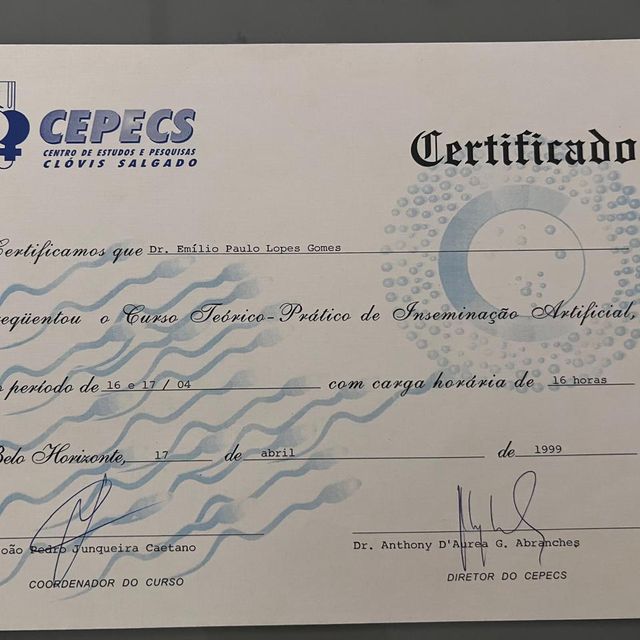 CEPECS
CENTRO DE ESTUDOS E PESQUISAS
CLÓVIS SALGADO
Certificado
Certificamos que Dr. Emílio Paulo Lopes Gomes
eqüentou o Curso Teórico-Prático de Inseminação Artificial,
o período de 16 e 17 / 04 com carga horária de 16 horas
Belo Horizonte, 17 de abril de 1999
oão Pedro Junqueira Caetano
COORDENADOR DO CURSO
Dr. Anthony D'Aurea G. Abranches
DIRETOR DO CEPECS